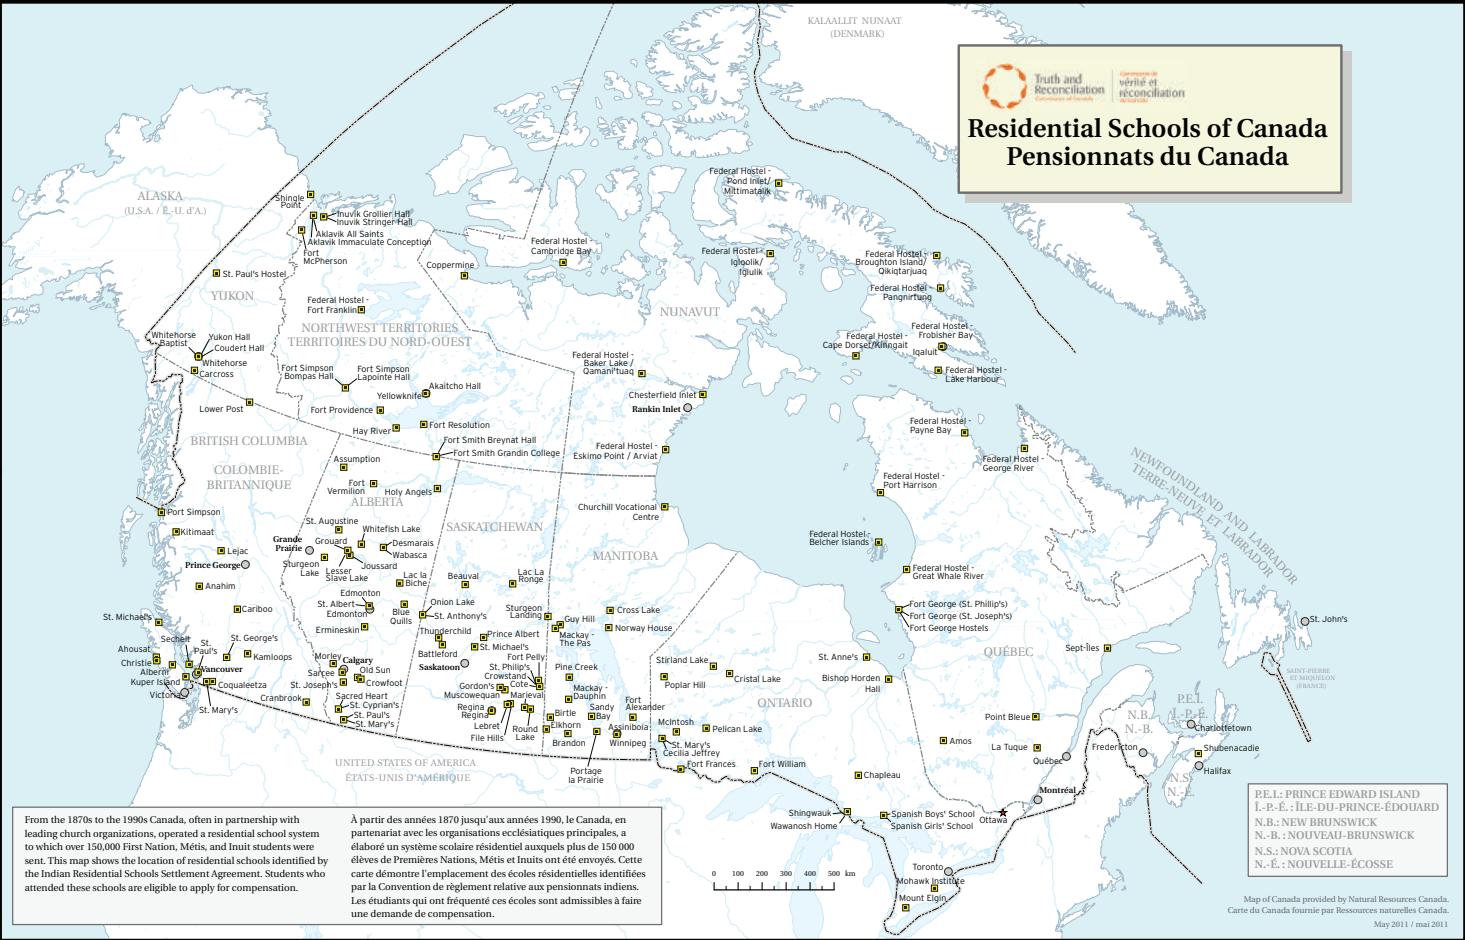 KALAALLIT NUNAAT
(DENMARK)
Truth and
Reconciliation
Commission of Canada
Commission de
vérité et
réconciliation
du Canada
Residential Schools of Canada
Pensionnats du Canada
ALASKA
(U.S.A. / É.-U. d'A.)
Shingle
Point
Inuvik Grollier Hall
Inuvik Stringer Hall
Aklavik All Saints
Aklavik Immaculate Conception
Fort
McPherson
St. Paul's Hostel
YUKON
Federal Hostel -
Fort Franklin
Coppermine
Federal Hostel -
Cambridge Bay
Federal Hostel -
Pond Inlet/
Mittimatalik
Federal Hostel -
Igloolik/
Iglulik
Federal Hostel -
Broughton Island/
Qikiqtarjuaq
Federal Hostel -
Pangnirtung
Federal Hostel -
Frobisher Bay
Iqaluit
Federal Hostel -
Cape Dorset/Kinngait
Federal Hostel -
Lake Harbour
NUNAVUT
NORTHWEST TERRITORIES
TERRITOIRES DU NORD-OUEST
Whitehorse
Baptist
Yukon Hall
Coudert Hall
Whitehorse
Carcross
Lower Post
Fort Simpson
Bompas Hall
Fort Simpson
Lapointe Hall
Akaitcho Hall
Yellowknife
Fort Providence
Hay River
Fort Resolution
Fort Smith Breynat Hall
Fort Smith Grandin College
Federal Hostel -
Baker Lake /
Qamani'tuaq
Chesterfield Inlet
Rankin Inlet
Federal Hostel -
Eskimo Point / Arviat
Federal Hostel -
Payne Bay
Federal Hostel -
George River
Federal Hostel -
Port Harrison
Federal Hostel -
Belcher Islands
Federal Hostel -
Great Whale River
Fort George (St. Phillip's)
Fort George (St. Joseph's)
Fort George Hostels
NEWFOUNDLAND AND LABRADOR
TERRE-NEUVE ET LABRADOR
BRITISH COLUMBIA
COLOMBIE-
BRITANNIQUE
Assumption
Fort
Vermilion
Holy Angels
ALBERTA
SASKATCHEWAN
MANITOBA
Churchill Vocational
Centre
Port Simpson
Kitimaat
Lejac
Prince George
Anahim
Cariboo
St. Michael's
Sechelt
St.
Paul's
St. George's
Kamloops
Ahousat
Christie
Alberni
Kuper Island
Victoria
Vancouver
Coqualeetza
St. Mary's
Cranbrook
St. Augustine
Whitefish Lake
Grande
Prairie
Grouard
Desmarais
Wabasca
Sturgeon
Lake
Lesser
Slave Lake
Joussard
Lac la
Biche
Edmonton
St. Albert
Edmonton
Blue
Quills
Ermineskin
Morley
Calgary
Sarcee
Old Sun
Crowfoot
St. Joseph's
Sacred Heart
St. Cyprian's
St. Paul's
St. Mary's
Beauval
Lac La
Ronge
Onion Lake
St. Anthony's
Sturgeon
Landing
Guy Hill
Mackay -
The Pas
Cross Lake
Norway House
Thunderchild
Prince Albert
Battleford
St. Michael's
Saskatoon
Fort Pelly
St. Philip's
Crowstand
Cote
Gordon's
Muscowequan
Marieval
Regina
Regina
Lebret
File Hills
Round
Lake
Pine Creek
Mackay -
Dauphin
Sandy
Bay
Fort
Alexander
Birtle
Elkhorn
Brandon
Assiniboia
Winnipeg
Portage
la Prairie
Stirland Lake
Cristal Lake
Poplar Hill
McIntosh
Pelican Lake
St. Mary's
Cecilia Jeffrey
Fort Frances
Fort William
ONTARIO
St. Anne's
Bishop Horden
Hall
Chapleau
Shingwauk
Wawanosh Home
Spanish Boys' School
Spanish Girls' School
Toronto
Mohawk Institute
Mount Elgin
QUÉBEC
Sept-Îles
Point Bleue
Amos
La Tuque
Québec
Montréal
Ottawa
N.B.
N.-B.
Fredericton
P.E.I.
Î.-P.-É.
Charlottetown
Shubenacadie
Halifax
N.S.
N.-É.
St. John's
SAINT-PIERRE
ET MIQUELON
(FRANCE)
UNITED STATES OF AMERICA
ÉTATS-UNIS D'AMÉRIQUE
From the 1870s to the 1990s Canada, often in partnership with
leading church organizations, operated a residential school system
to which over 150,000 First Nation, Métis, and Inuit students were
sent. This map shows the location of residential schools identified by
the Indian Residential Schools Settlement Agreement. Students who
attended these schools are eligible to apply for compensation.
À partir des années 1870 jusqu'aux années 1990, le Canada, en
partenariat avec les organisations ecclésiatiques principales, a
élaboré un système scolaire résidentiel auxquels plus de 150 000
élèves de Premières Nations, Métis et Inuits ont été envoyés. Cette
carte démontre l'emplacement des écoles résidentielles identifiées
par la Convention de règlement relative aux pensionnats indiens.
Les étudiants qui ont fréquenté ces écoles sont admissibles à faire
une demande de compensation.
0 100 200 300 400 500 km
P.E.I.: PRINCE EDWARD ISLAND
Î.-P.-É. : ÎLE-DU-PRINCE-ÉDOUARD
N.B.: NEW BRUNSWICK
N.-B. : NOUVEAU-BRUNSWICK
N.S.: NOVA SCOTIA
N.-É. : NOUVELLE-ÉCOSSE
Map of Canada provided by Natural Resources Canada.
Carte du Canada fournie par Ressources naturelles Canada.
May 2011 / mai 2011